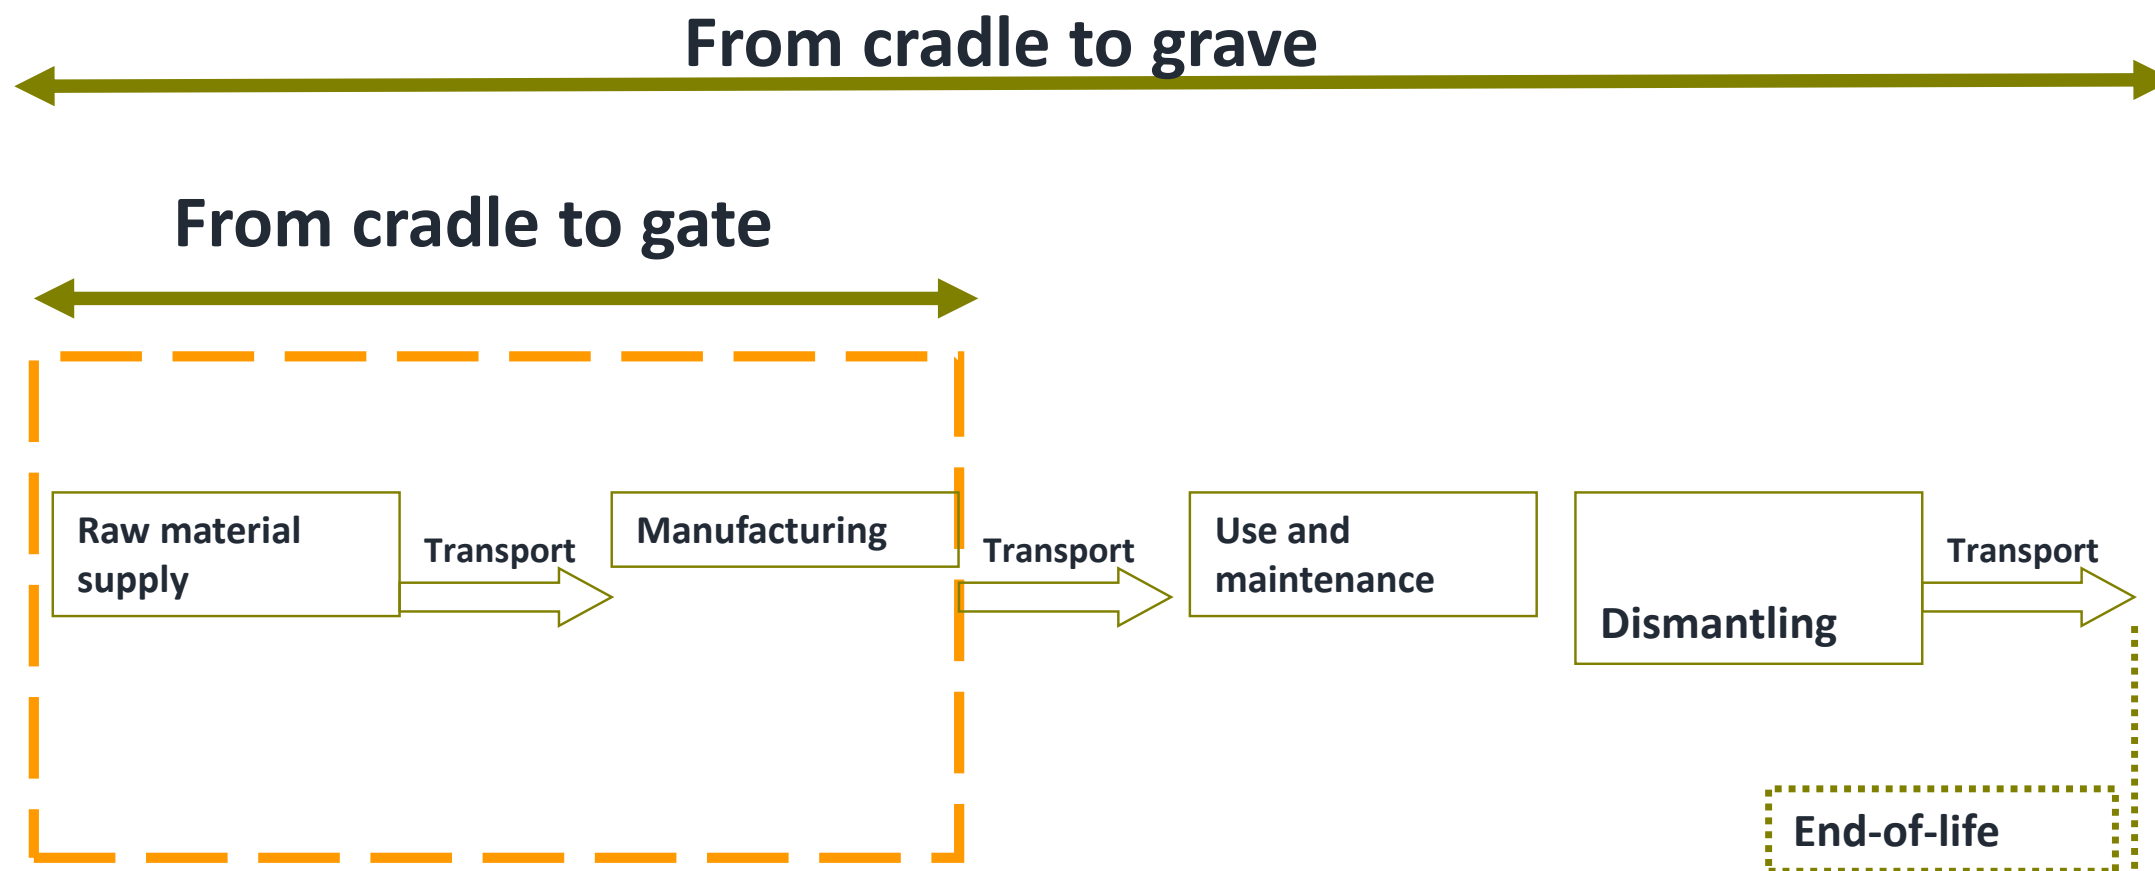 From cradle to grave
From cradle to gate
Raw material
supply
Transport
Manufacturing
Transport
Use and
maintenance
Dismantling
Transport
End-of-life